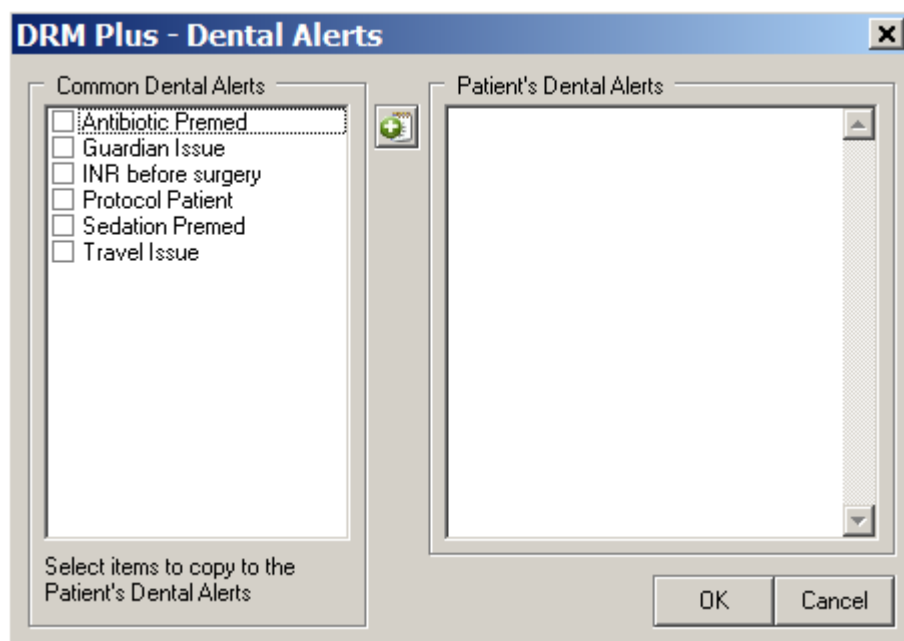 DRM Plus - Dental Alerts
Common Dental Alerts
Antibiotic Premed
Guardian Issue
INR before surgery
Protocol Patient
Sedation Premed
Travel Issue
Select items to copy to the
Patient's Dental Alerts
Patient's Dental Alerts
OK
Cancel